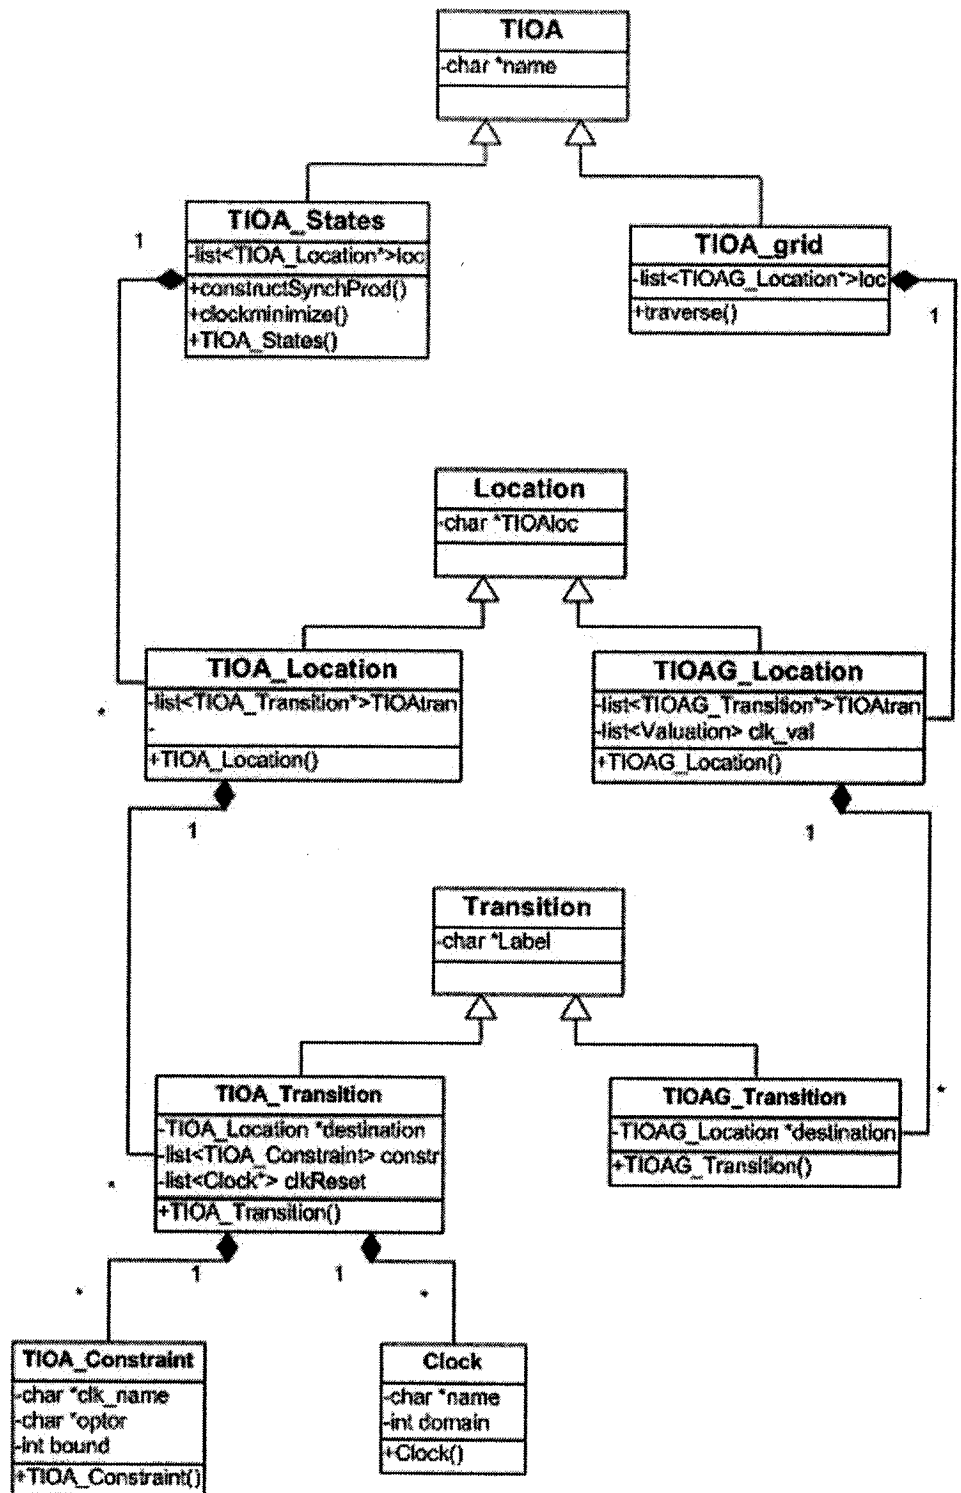 TIOA
-char *name
TIOA_States
-list<TIOA_Location*>loc
+constructSynchProd()
+clockminimize()
+TIOA_States()
1
TIOA_grid
-list<TIOAG_Location*>loc
+traverse()
1
Location
-char *TIOAloc
TIOA_Location
-list<TIOA_Transition*>TIOAtran
-
+TIOA_Location()
*
1
TIOAG_Location
-list<TIOAG_Transition*>TIOAtran
-list<Valuation> clk_val
+TIOAG_Location()
1
Transition
-char *Label
TIOA_Transition
-TIOA_Location *destination
-list<TIOA_Constraint> constr
-list<Clock*> clkReset
+TIOA_Transition()
*
1
1
TIOAG_Transition
-TIOAG_Location *destination
+TIOAG_Transition()
*
*
*
TIOA_Constraint
-char *clk_name
-char *optor
-int bound
+TIOA_Constraint()
Clock
-char *name
-int domain
+Clock()